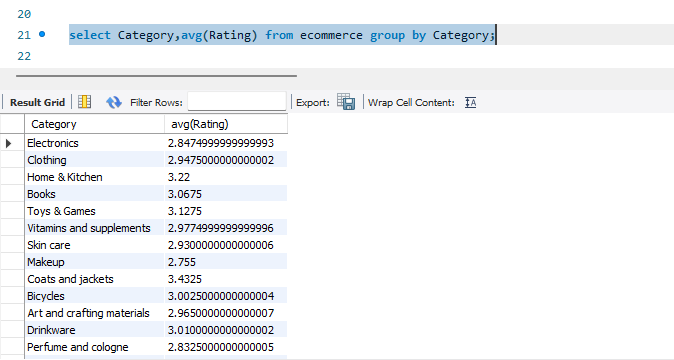 20
21 select Category,avg(Rating) from ecommerce group by Category;
22
Result Grid Filter Rows: Export: Wrap Cell Content: IA
Category avg(Rating)
Electronics 2.8474999999999993
Clothing 2.9475000000000002
Home & Kitchen 3.22
Books 3.0675
Toys & Games 3.1275
Vitamins and supplements 2.9774999999999996
Skin care 2.9300000000000006
Makeup 2.755
Coats and jackets 3.4325
Bicycles 3.0025000000000004
Art and crafting materials 2.965000000000007
Drinkware 3.0100000000000002
Perfume and cologne 2.8325000000000005